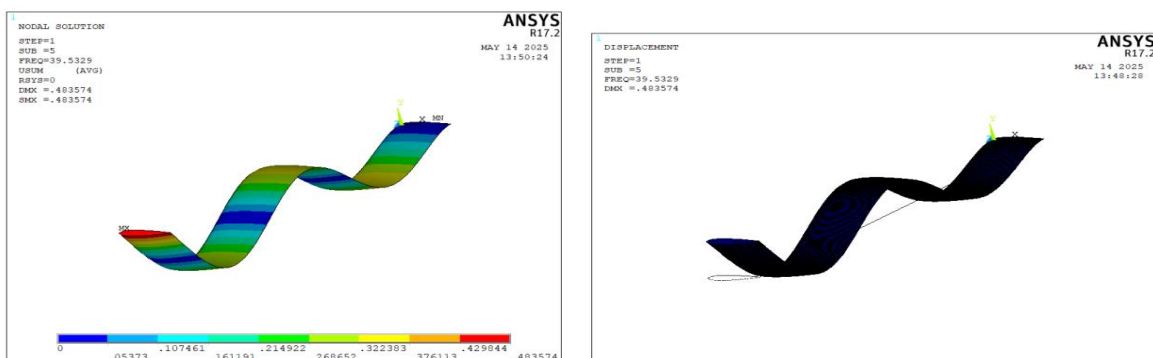 1
NODAL SOLUTION
STEP=1
SUB =5
FREQ=39.5329
USUM (AVG)
RSYS=0
DMX =.483574
SMX =.483574
ANSYS
R17.2
MAY 14 2025
13:50:24
Z
X MN
MX
0 .107461 .214922 .322383 .429844
.05373 .161191 .268652 .376113 .483574
1
DISPLACEMENT
STEP=1
SUB =5
FREQ=39.5329
DMX =.483574
ANSYS
R17.2
MAY 14 2025
13:48:28
Z
X